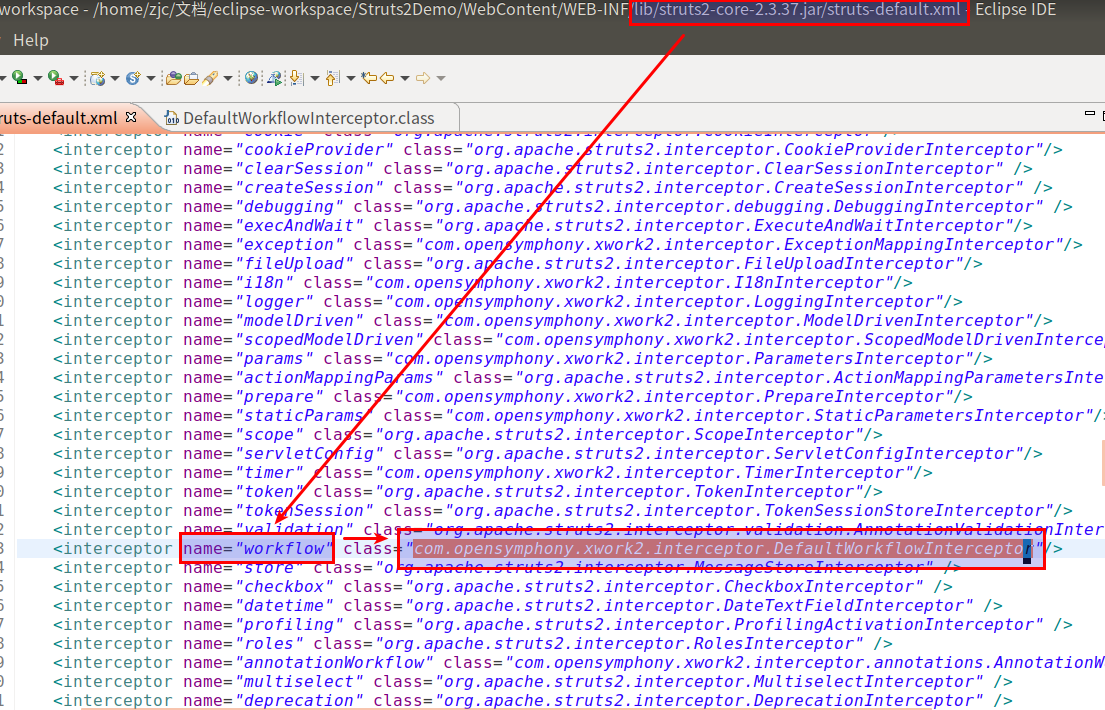 workspace - /home/zjc/文档/eclipse-workspace/Struts2Demo/WebContent/WEB-INF/lib/struts2-core-2.3.37.jar/struts-default.xml - Eclipse IDE
Help
ruts-default.xml DefaultWorkflowInterceptor.class
<interceptor name="cookie" class="org.apache.struts2.interceptor.CookieInterceptor"/>
2 <interceptor name="cookieProvider" class="org.apache.struts2.interceptor.CookieProviderInterceptor"/>
3 <interceptor name="clearSession" class="org.apache.struts2.interceptor.ClearSessionInterceptor" />
4 <interceptor name="createSession" class="org.apache.struts2.interceptor.CreateSessionInterceptor" />
5 <interceptor name="debugging" class="org.apache.struts2.interceptor.debugging.DebuggingInterceptor" />
6 <interceptor name="execAndWait" class="org.apache.struts2.interceptor.ExecuteAndWaitInterceptor"/>
7 <interceptor name="exception" class="com.opensymphony.xwork2.interceptor.ExceptionMappingInterceptor"/>
8 <interceptor name="fileUpload" class="org.apache.struts2.interceptor.FileUploadInterceptor"/>
9 <interceptor name="i18n" class="com.opensymphony.xwork2.interceptor.I18nInterceptor"/>
0 <interceptor name="logger" class="com.opensymphony.xwork2.interceptor.LoggingInterceptor"/>
1 <interceptor name="modelDriven" class="com.opensymphony.xwork2.interceptor.ModelDrivenInterceptor"/>
2 <interceptor name="scopedModelDriven" class="com.opensymphony.xwork2.interceptor.ScopedModelDrivenInterce
3 <interceptor name="params" class="com.opensymphony.xwork2.interceptor.ParametersInterceptor"/>
4 <interceptor name="actionMappingParams" class="org.apache.struts2.interceptor.ActionMappingParametersInte
5 <interceptor name="prepare" class="com.opensymphony.xwork2.interceptor.PrepareInterceptor"/>
6 <interceptor name="staticParams" class="com.opensymphony.xwork2.interceptor.StaticParametersInterceptor"/
7 <interceptor name="scope" class="org.apache.struts2.interceptor.ScopeInterceptor"/>
8 <interceptor name="servletConfig" class="org.apache.struts2.interceptor.ServletConfigInterceptor"/>
9 <interceptor name="timer" class="com.opensymphony.xwork2.interceptor.TimerInterceptor"/>
0 <interceptor name="token" class="org.apache.struts2.interceptor.TokenInterceptor"/>
1 <interceptor name="tokenSession" class="org.apache.struts2.interceptor.TokenSessionStoreInterceptor"/>
2 <interceptor name="validation" class="org.apache.struts2.interceptor.validation.AnnotationValidationInter
3 <interceptor name="workflow" class="com.opensymphony.xwork2.interceptor.DefaultWorkflowInterceptor"/>
4 <interceptor name="store" class="org.apache.struts2.interceptor.MessageStoreInterceptor" />
5 <interceptor name="checkbox" class="org.apache.struts2.interceptor.CheckboxInterceptor" />
6 <interceptor name="datetime" class="org.apache.struts2.interceptor.DateTextFieldInterceptor" />
7 <interceptor name="profiling" class="org.apache.struts2.interceptor.ProfilingActivationInterceptor" />
8 <interceptor name="roles" class="org.apache.struts2.interceptor.RolesInterceptor" />
9 <interceptor name="annotationWorkflow" class="com.opensymphony.xwork2.interceptor.annotations.AnnotationW
0 <interceptor name="multiselect" class="org.apache.struts2.interceptor.MultiselectInterceptor" />
1 <interceptor name="deprecation" class="org.apache.struts2.interceptor.DeprecationInterceptor" />